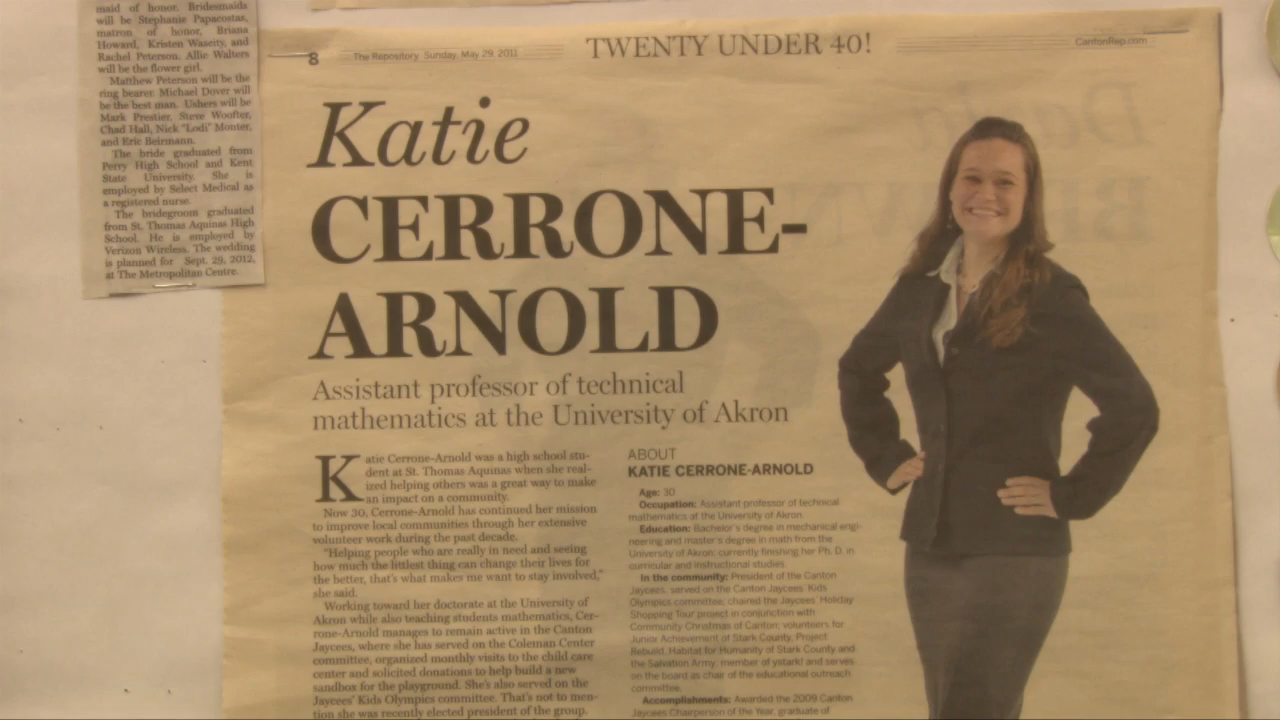 maid of honor. Bridesmaids
will be Stephanie Papacostas,
matron of honor, Briana
Howard, Kristen Waseity, and
Rachel Peterson. Allie Walters
will be the flower girl.
Matthew Peterson will be the
ring bearer. Michael Dover will
be the best man. Ushers will be
Mark Prestier, Steve Woofter,
Chad Hall, Nick "Lodi" Monter,
and Eric Beirmann.
The bride graduated from
Perry High School and Kent
State University. She is
employed by Select Medical as
a registered nurse.
The bridegroom graduated
from St. Thomas Aquinas High
School. He is employed by
Verizon Wireless. The wedding
is planned for Sept. 29, 2012,
at The Metropolitan Centre.
8 The Repository Sunday, May 29, 2011 TWENTY UNDER 40! CantonRep.com
Katie
CERRONE-
ARNOLD
Assistant professor of technical
mathematics at the University of Akron
Katie Cerrone-Arnold was a high school stu-
dent at St. Thomas Aquinas when she real-
ized helping others was a great way to make
an impact on a community.
Now 30, Cerrone-Arnold has continued her mission
to improve local communities through her extensive
volunteer work during the past decade.
"Helping people who are really in need and seeing
how much the littlest thing can change their lives for
the better, that's what makes me want to stay involved,"
she said.
Working toward her doctorate at the University of
Akron while also teaching students mathematics, Cer-
rone-Arnold manages to remain active in the Canton
Jaycees, where she has served on the Coleman Center
committee, organized monthly visits to the child care
center and solicited donations to help build a new
sandbox for the playground. She's also served on the
Jaycees' Kids Olympics committee. That's not to men-
tion she was recently elected president of the group.
ABOUT
KATIE CERRONE-ARNOLD
Age: 30
Occupation: Assistant professor of technical
mathematics at the University of Akron
Education: Bachelor's degree in mechanical engi-
neering and master's degree in math from the
University of Akron; currently finishing her Ph. D. in
curricular and instructional studies.
In the community: President of the Canton
Jaycees, served on the Canton Jaycees' Kids
Olympics committee; chaired the Jaycees' Holiday
Shopping Tour project in conjunction with
Community Christmas of Canton; volunteers for
Junior Achievement of Stark County, Project
Rebuild, Habitat for Humanity of Stark County and
the Salvation Army, member of ystark! and serves
on the board as chair of the educational outreach
committee.
Accomplishments: Awarded the 2009 Canton
Jaycees Chairperson of the Year, graduate of